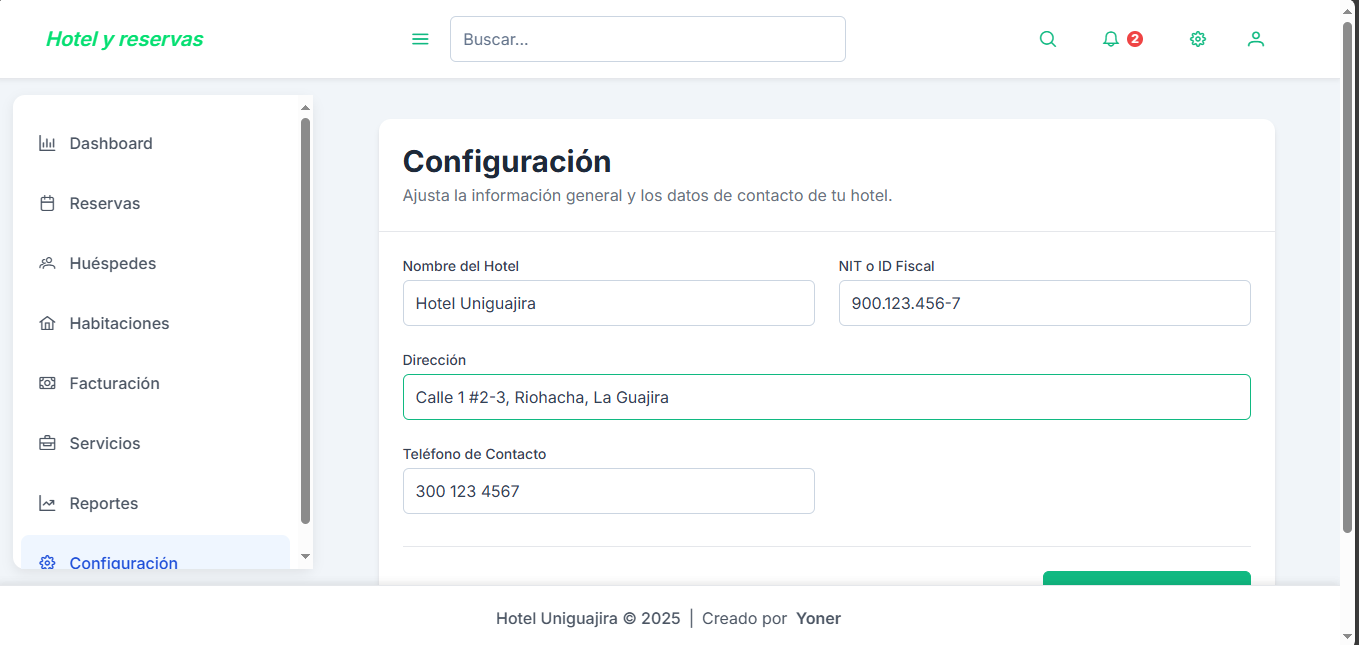 Hotel y reservas
Buscar...
2
Dashboard
Reservas
Huéspedes
Habitaciones
Facturación
Servicios
Reportes
Configuración
Configuración
Ajusta la información general y los datos de contacto de tu hotel.
Nombre del Hotel
NIT o ID Fiscal
Hotel Uniguajira
900.123.456-7
Dirección
Calle 1 #2-3, Riohacha, La Guajira
Teléfono de Contacto
300 123 4567
Hotel Uniguajira © 2025 | Creado por Yoner